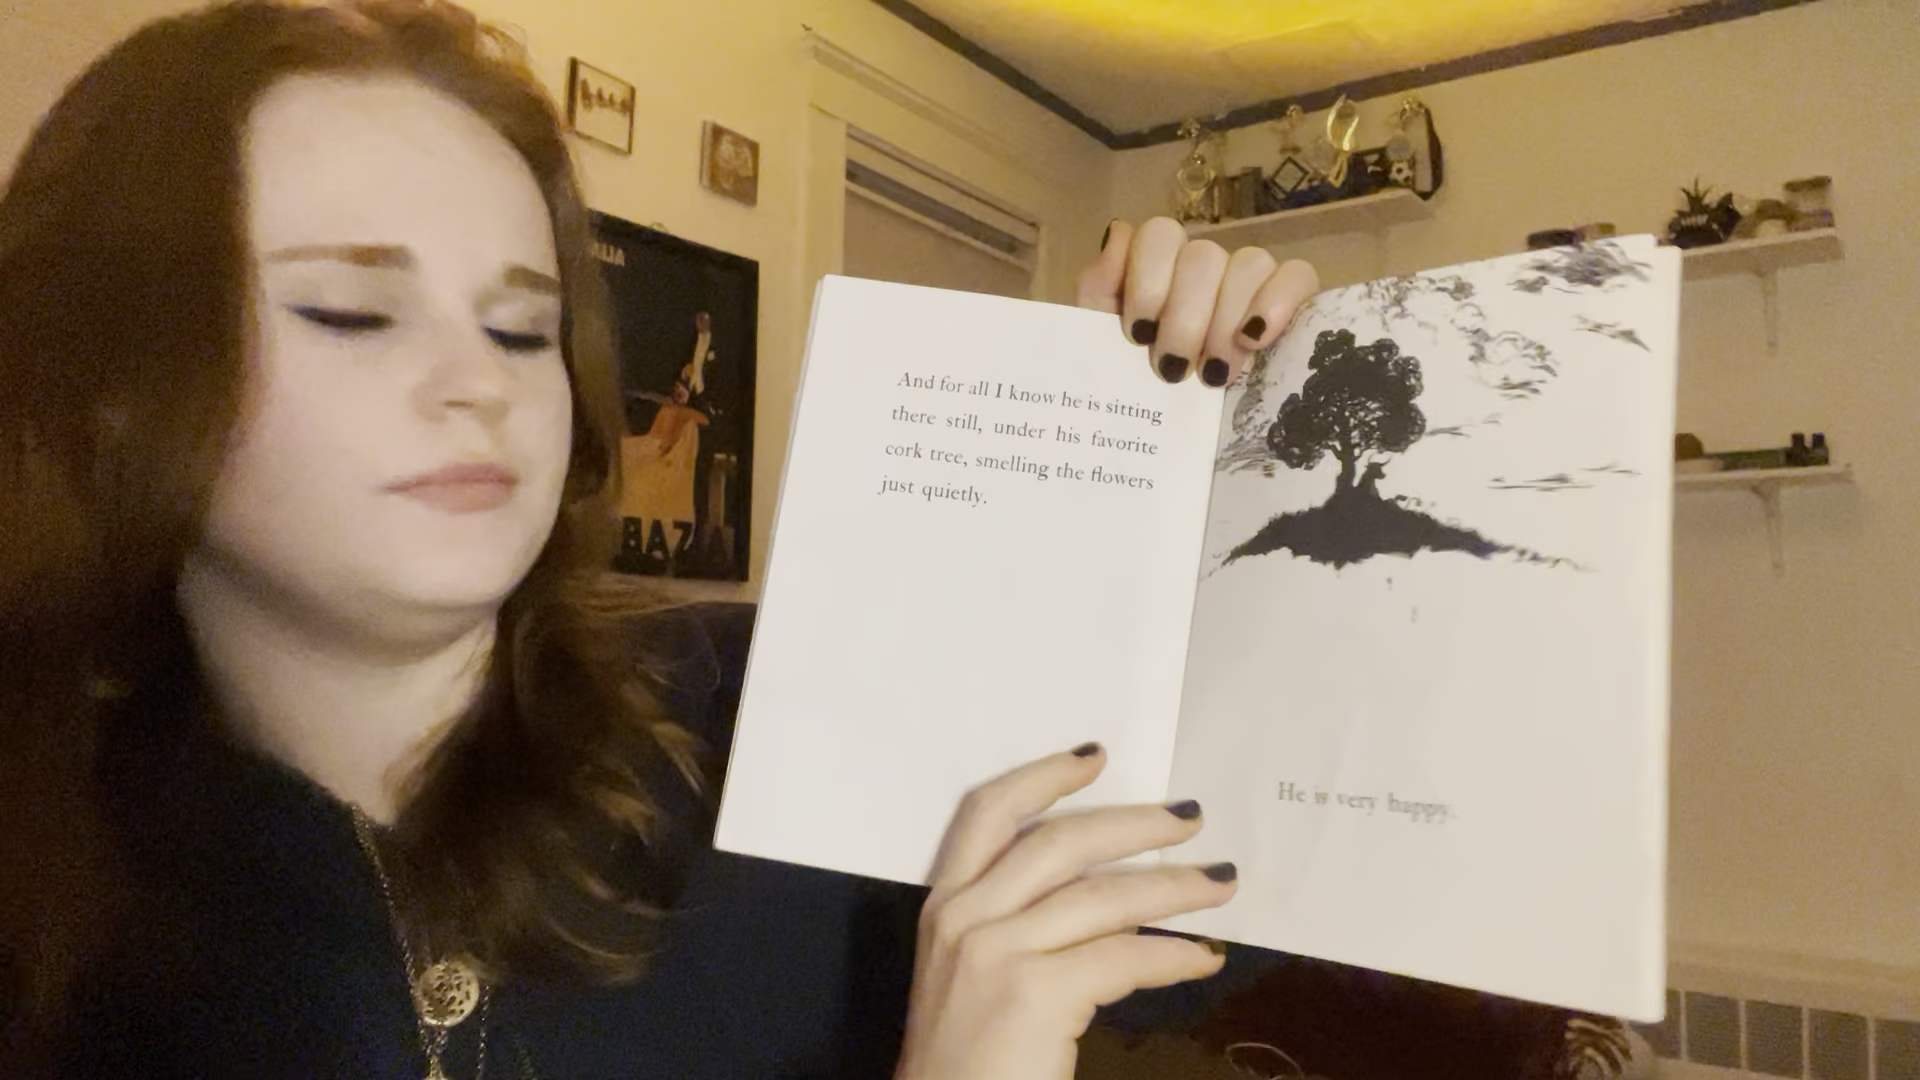 And for all I know he is sitting
there still, under his favorite
cork tree, smelling the flowers
just quietly.
He is very happy.